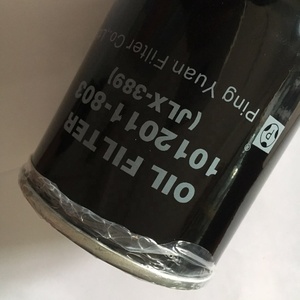 OIL FILTER
1012011-803
(JLX-389)
Ping Yuan Filter Co.